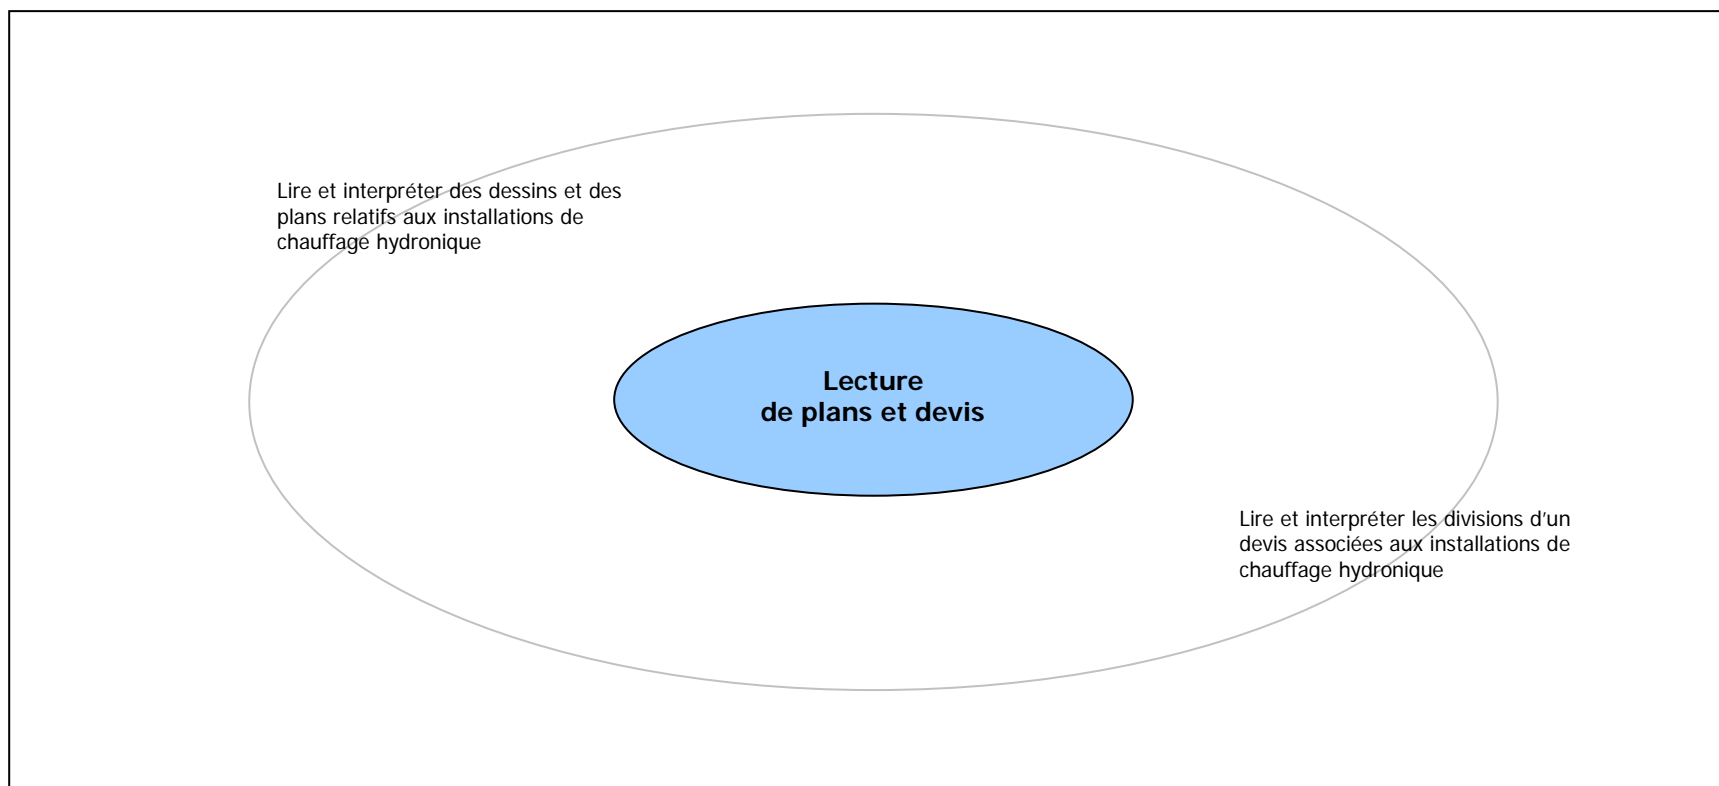 Lire et interpréter des dessins et des
plans relatifs aux installations de
chauffage hydronique
Lecture
de plans et devis
Lire et interpréter les divisions d'un
devis associées aux installations de
chauffage hydronique